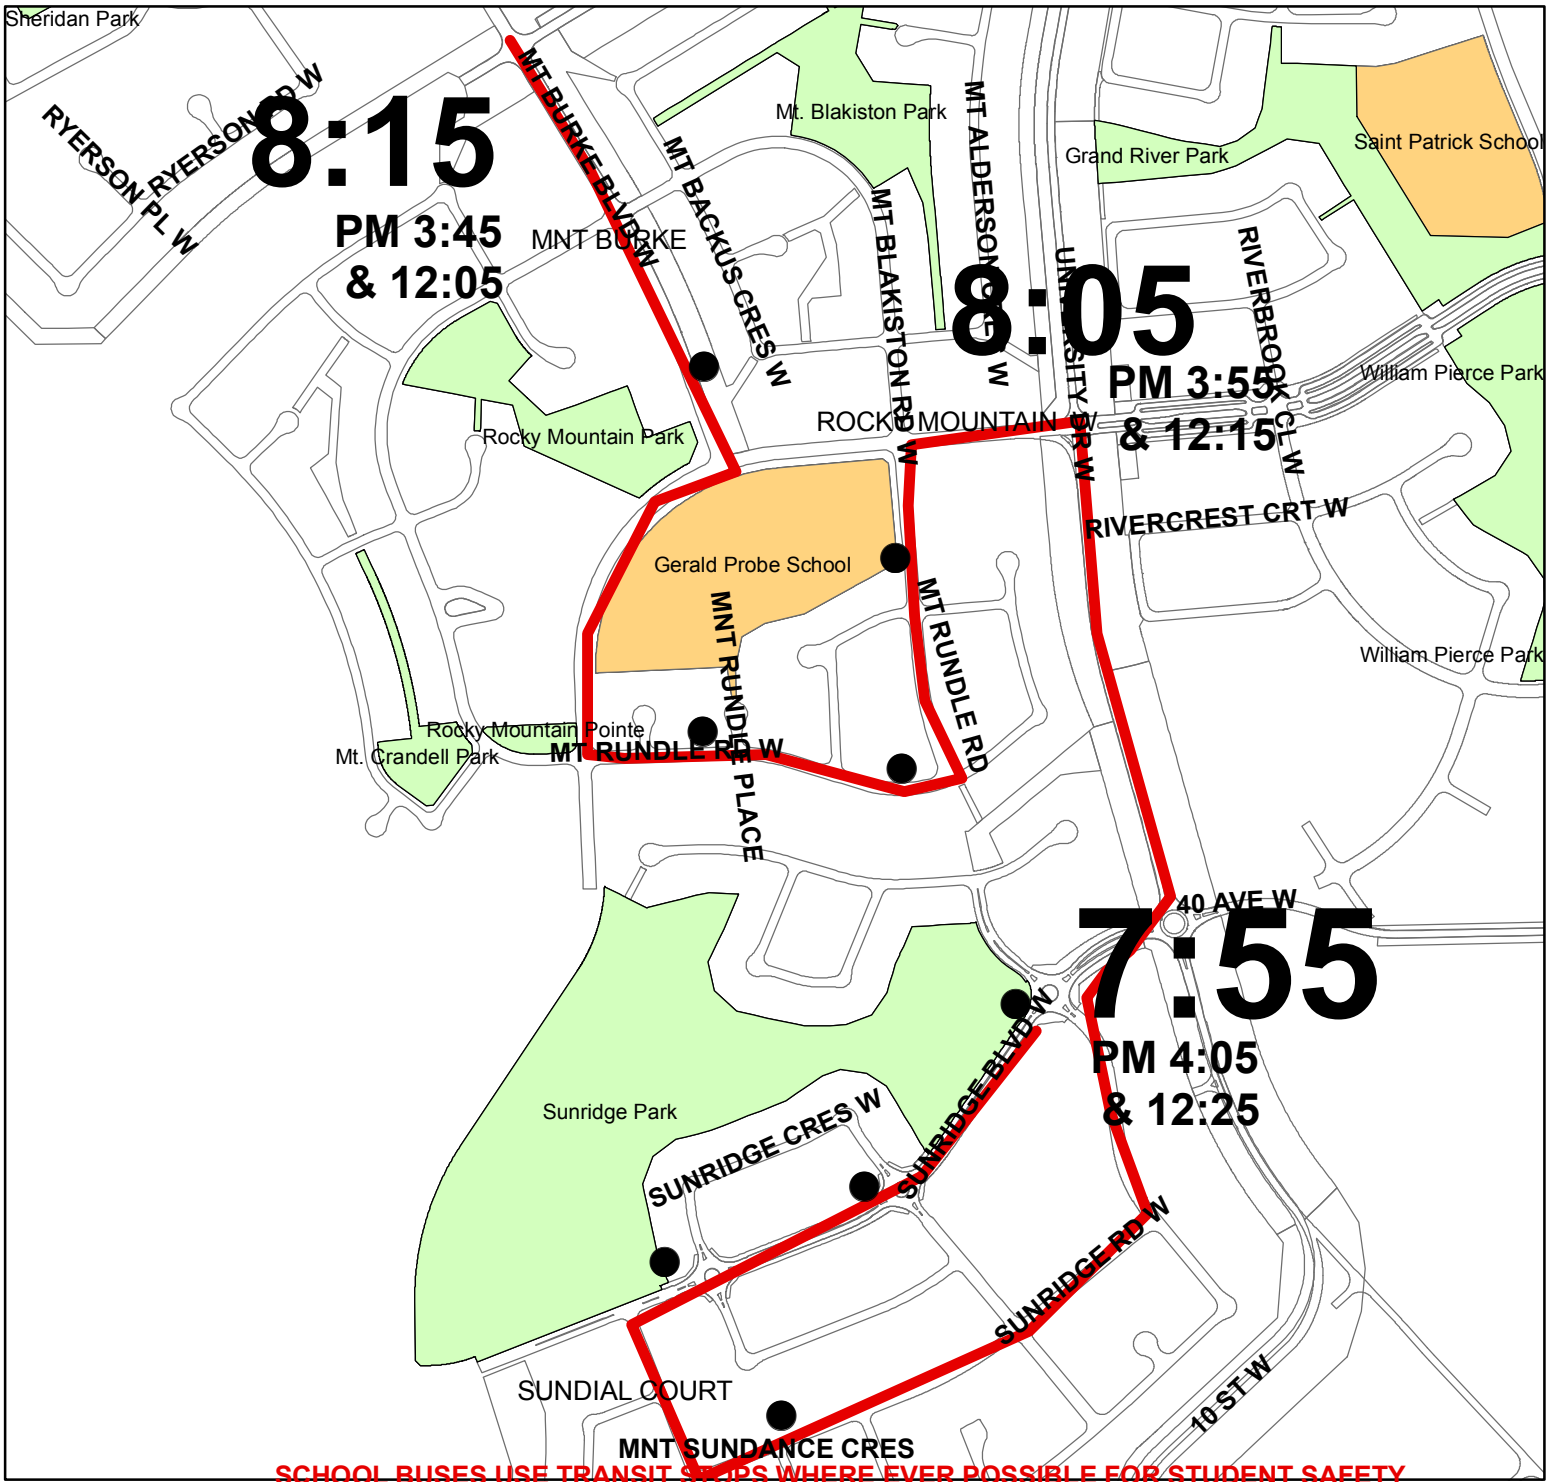 Sheridan Park
RYERSON RD W
RYERSON PL W
8:15
PM 3:45
& 12:05
MT BURKE BLVD W
MNT BURKE
MT BACKUS CRES W
Mt. Blakiston Park
MT BLAKISTON RD W
MT ALDERSON PL W
Grand River Park
Saint Patrick School
UNIVERSITY DR W
8:05
PM 3:55
& 12:15
RIVERBROOK CL W
William Pierce Park
ROCKY MOUNTAIN W
Rocky Mountain Park
RIVERCREST CRT W
Gerald Probe School
MNT RUNDLE PLACE
MT RUNDLE RD
William Pierce Park
Rocky Mountain Pointe
Mt. Crandell Park
MT RUNDLE RD W
40 AVE W
7:55
PM 4:05
& 12:25
SUNRIDGE BLVD W
Sunridge Park
SUNRIDGE CRES W
SUNRIDGE RD W
SUNDIAL COURT
10 ST W
MNT SUNDANCE CRES
SCHOOL BUSES USE TRANSIT STOPS WHERE EVER POSSIBLE FOR STUDENT SAFETY